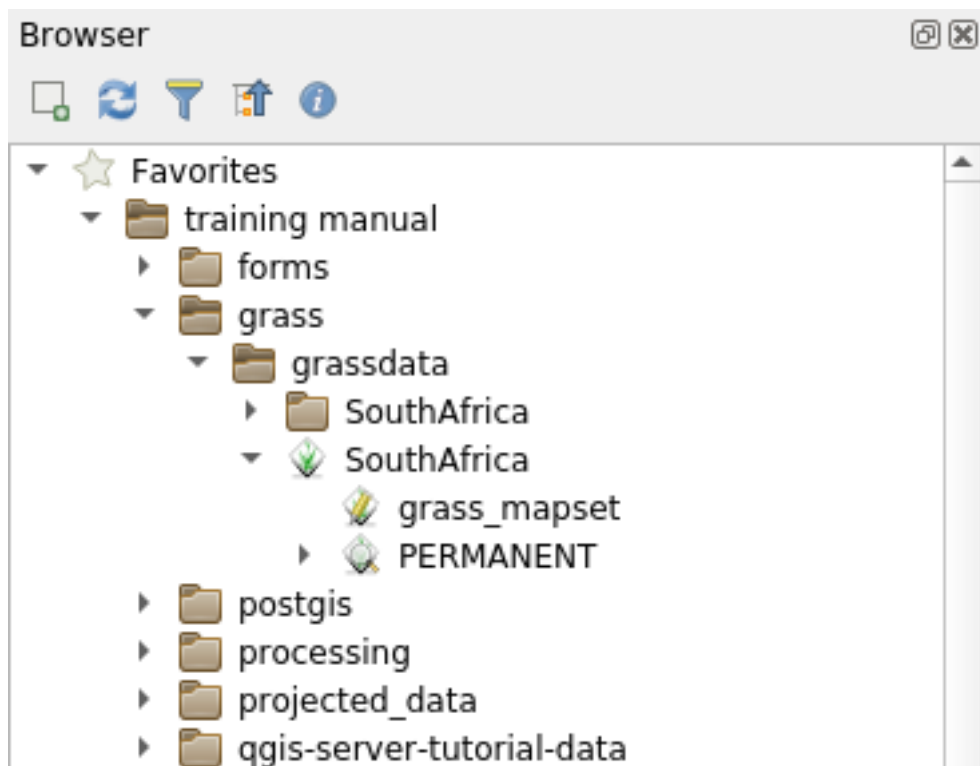 Browser
Favorites
training manual
forms
grass
grassdata
SouthAfrica
SouthAfrica
grass_mapset
PERMANENT
postgis
processing
projected_data
qgis-server-tutorial-data